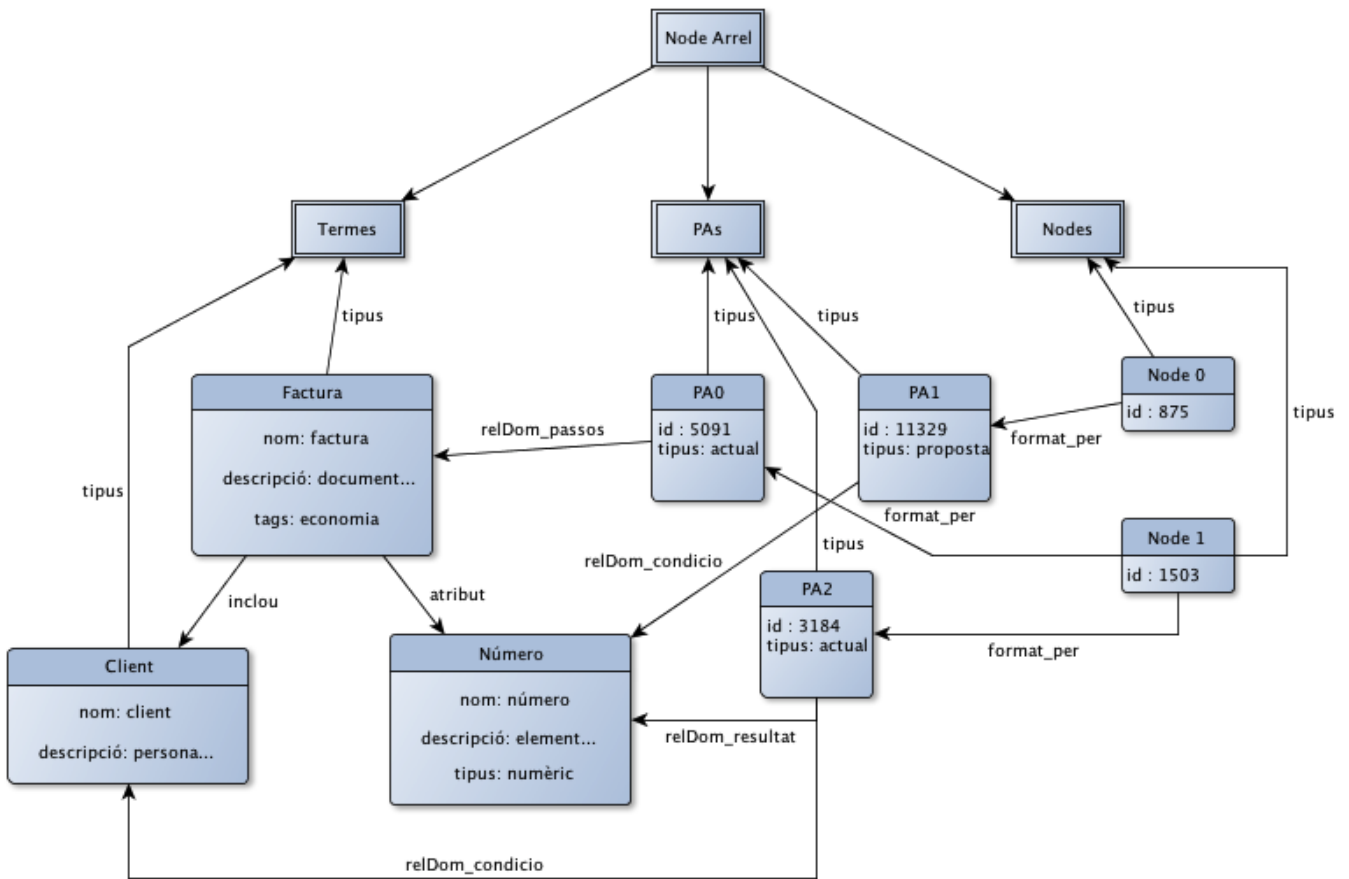 Node Arrel
Termes
PAs
Nodes
tipus
tipus
tipus
tipus
Factura
nom: factura
descripció: document...
tags: economia
relDom_passos
PA0
id : 5091
tipus: actual
PA1
id : 11329
tipus: proposta
format_per
Node 0
id : 875
tipus
tipus
format_per
Node 1
id : 1503
tipus
relDom_condicio
inclou
atribut
PA2
id : 3184
tipus: actual
format_per
Client
nom: client
descripció: persona...
Número
nom: número
descripció: element...
tipus: numèric
relDom_resultat
relDom_condicio